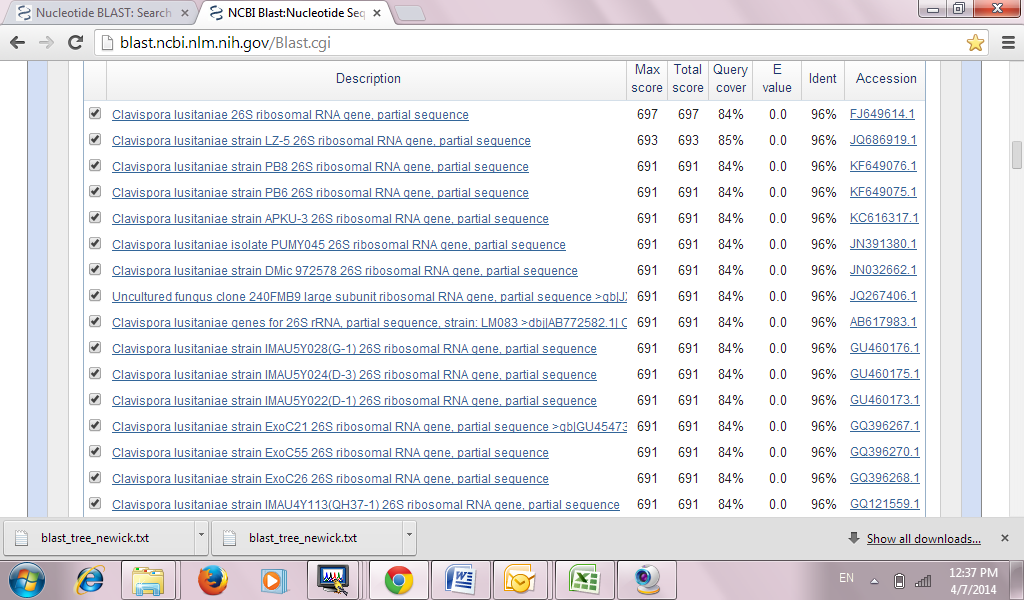 Nucleotide BLAST: Search
NCBI Blast:Nucleotide Seq
blast.ncbi.nlm.nih.gov/Blast.cgi
Description Max score Total score Query cover E value Ident Accession
Clavispora lusitaniae 26S ribosomal RNA gene, partial sequence 697 697 84% 0.0 96% FJ649614.1
Clavispora lusitaniae strain LZ-5 26S ribosomal RNA gene, partial sequence 693 693 85% 0.0 96% JQ686919.1
Clavispora lusitaniae strain PB8 26S ribosomal RNA gene, partial sequence 691 691 84% 0.0 96% KF649076.1
Clavispora lusitaniae strain PB6 26S ribosomal RNA gene, partial sequence 691 691 84% 0.0 96% KF649075.1
Clavispora lusitaniae strain APKU-3 26S ribosomal RNA gene, partial sequence 691 691 84% 0.0 96% KC616317.1
Clavispora lusitaniae isolate PUMY045 26S ribosomal RNA gene, partial sequence 691 691 84% 0.0 96% JN391380.1
Clavispora lusitaniae strain DMic 972578 26S ribosomal RNA gene, partial sequence 691 691 84% 0.0 96% JN032662.1
Uncultured fungus clone 240FMB9 large subunit ribosomal RNA gene, partial sequence >gb|JX 691 691 84% 0.0 96% JQ267406.1
Clavispora lusitaniae genes for 26S rRNA, partial sequence, strain: LM083 >dbj|AB772582.1| C 691 691 84% 0.0 96% AB617983.1
Clavispora lusitaniae strain IMAU5Y028(G-1) 26S ribosomal RNA gene, partial sequence 691 691 84% 0.0 96% GU460176.1
Clavispora lusitaniae strain IMAU5Y024(D-3) 26S ribosomal RNA gene, partial sequence 691 691 84% 0.0 96% GU460175.1
Clavispora lusitaniae strain IMAU5Y022(D-1) 26S ribosomal RNA gene, partial sequence 691 691 84% 0.0 96% GU460173.1
Clavispora lusitaniae strain ExoC21 26S ribosomal RNA gene, partial sequence >gb|GU45473 691 691 84% 0.0 96% GQ396267.1
Clavispora lusitaniae strain ExoC55 26S ribosomal RNA gene, partial sequence 691 691 84% 0.0 96% GQ396270.1
Clavispora lusitaniae strain ExoC26 26S ribosomal RNA gene, partial sequence 691 691 84% 0.0 96% GQ396268.1
Clavispora lusitaniae strain IMAU4Y113(QH37-1) 26S ribosomal RNA gene, partial sequence 691 691 84% 0.0 96% GQ121559.1
blast_tree_newick.txt
blast_tree_newick.txt
Show all downloads...
EN
12:37 PM
4/7/2014